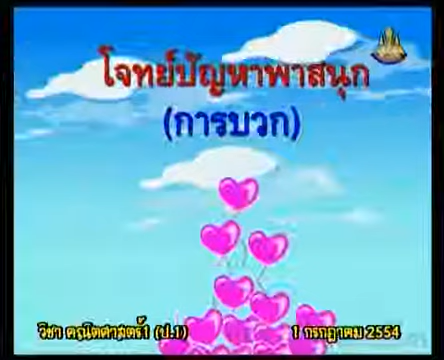 โจทย์ปัญหาพาสนุก
(การบวก)
วิชา คณิตศาสตร์1 (ป.1)
1 กรกฎาคม 2554